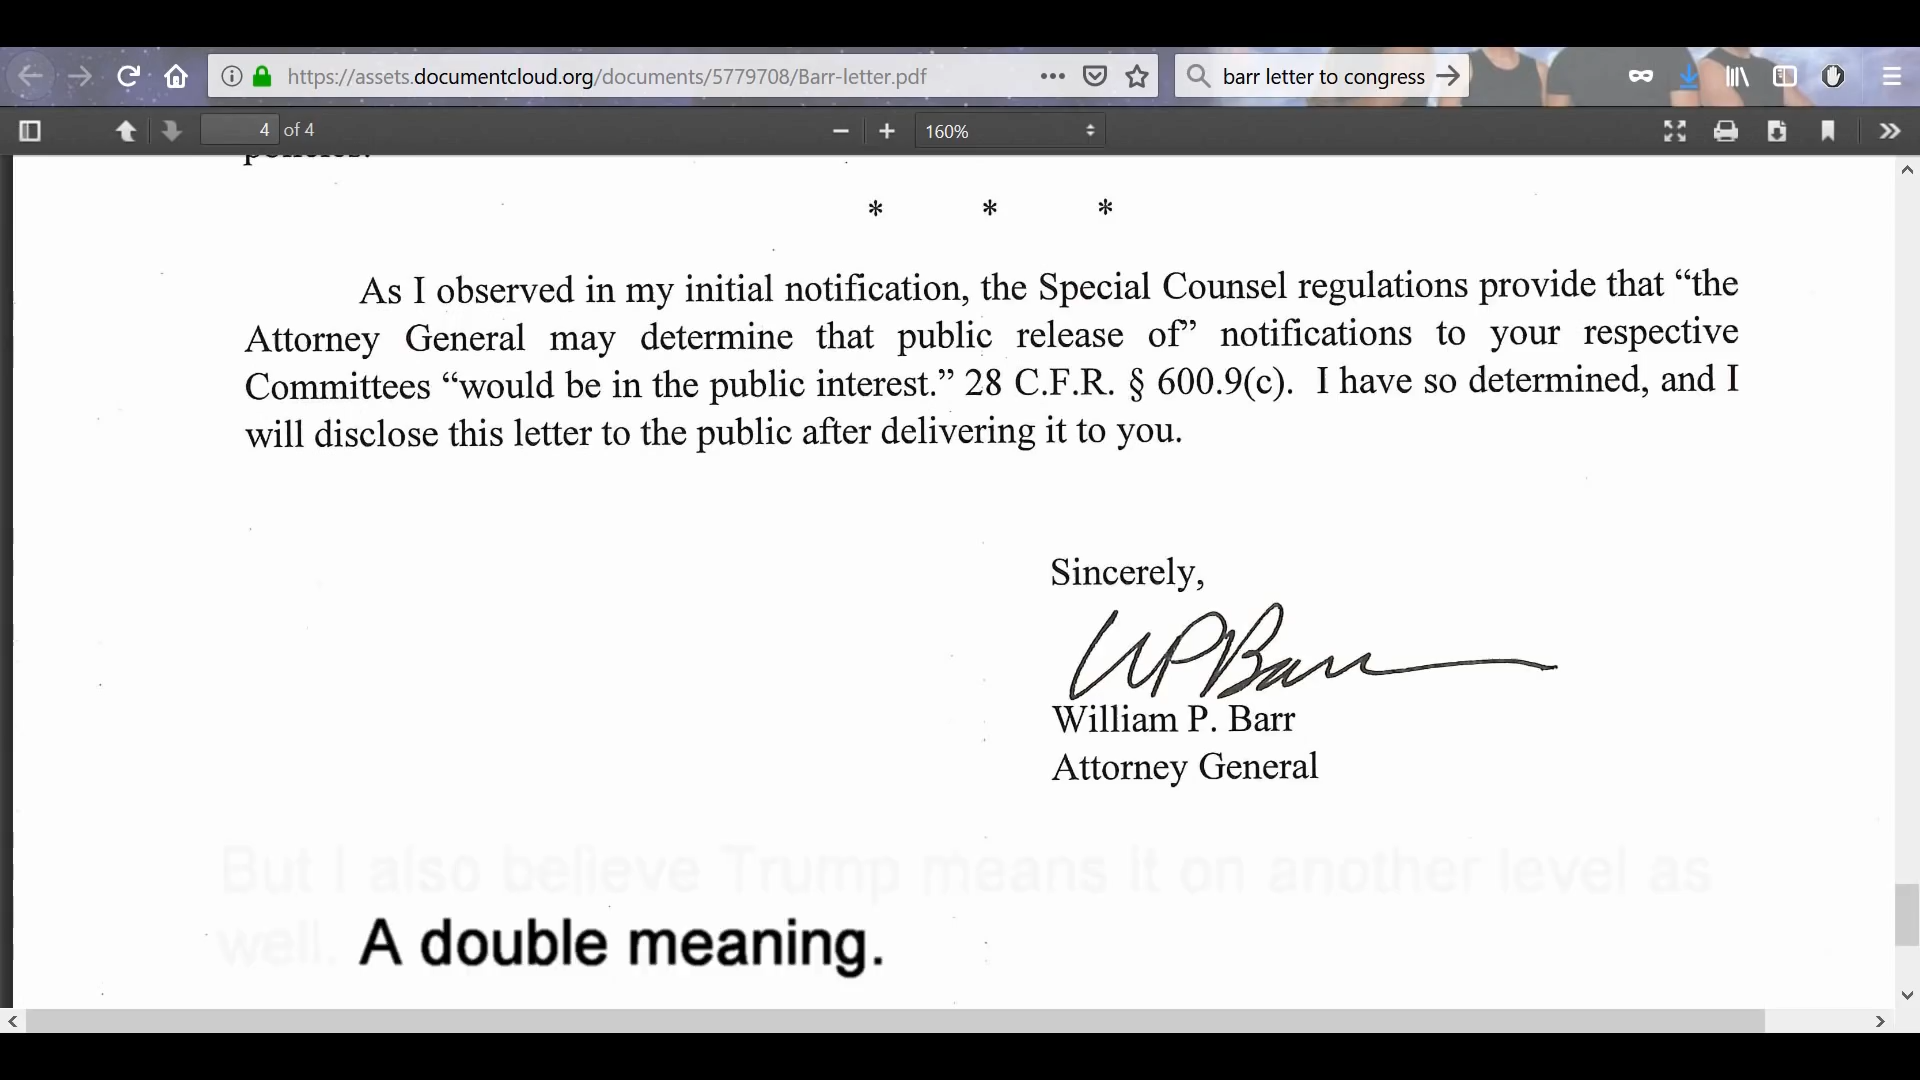 https://assets.documentcloud.org/documents/5779708/Barr-letter.pdf
barr letter to congress
4 of 4
160%
policies.
* * *
As I observed in my initial notification, the Special Counsel regulations provide that “the
Attorney General may determine that public release of” notifications to your respective
Committees “would be in the public interest.” 28 C.F.R. § 600.9(c). I have so determined, and I
will disclose this letter to the public after delivering it to you.
Sincerely,
WPBarr
William P. Barr
Attorney General
But I also believe Trump means it on another level as
well. A double meaning.